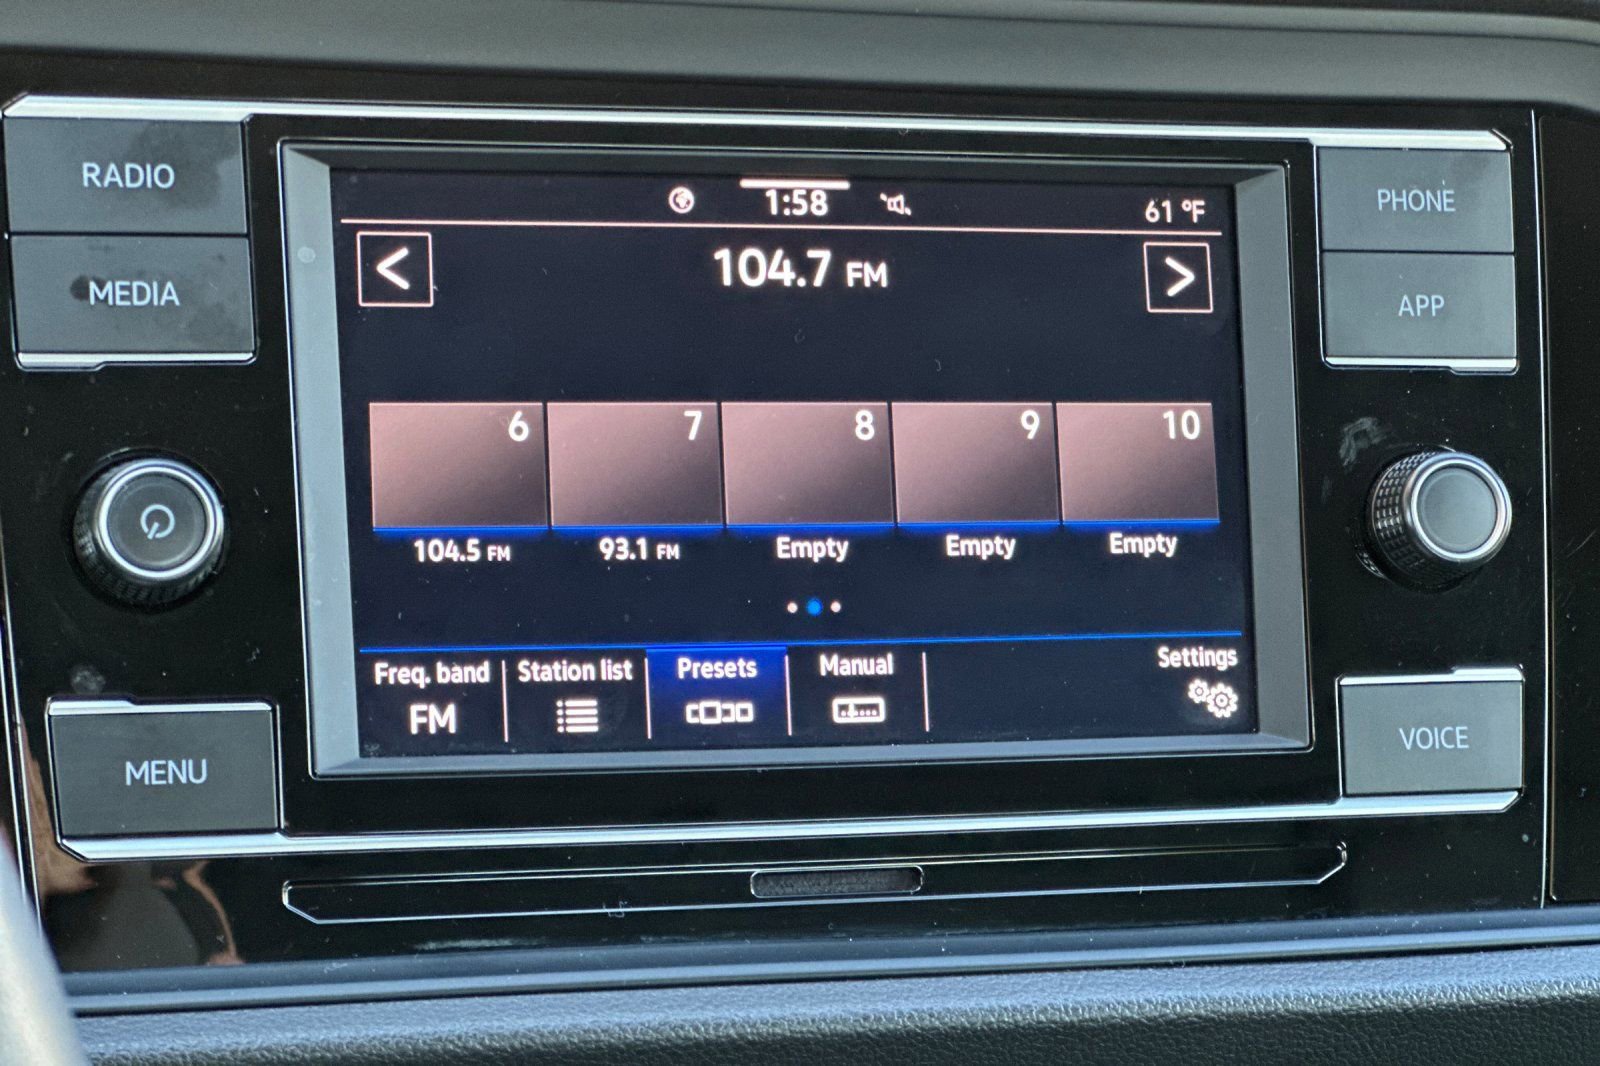 RADIO
MEDIA
MENU
1:58
61 °F
<
104.7 FM
>
6
7
8
9
10
104.5 FM
93.1 FM
Empty
Empty
Empty
Freq. band
FM
Station list
Presets
Manual
Settings
PHONE
APP
VOICE